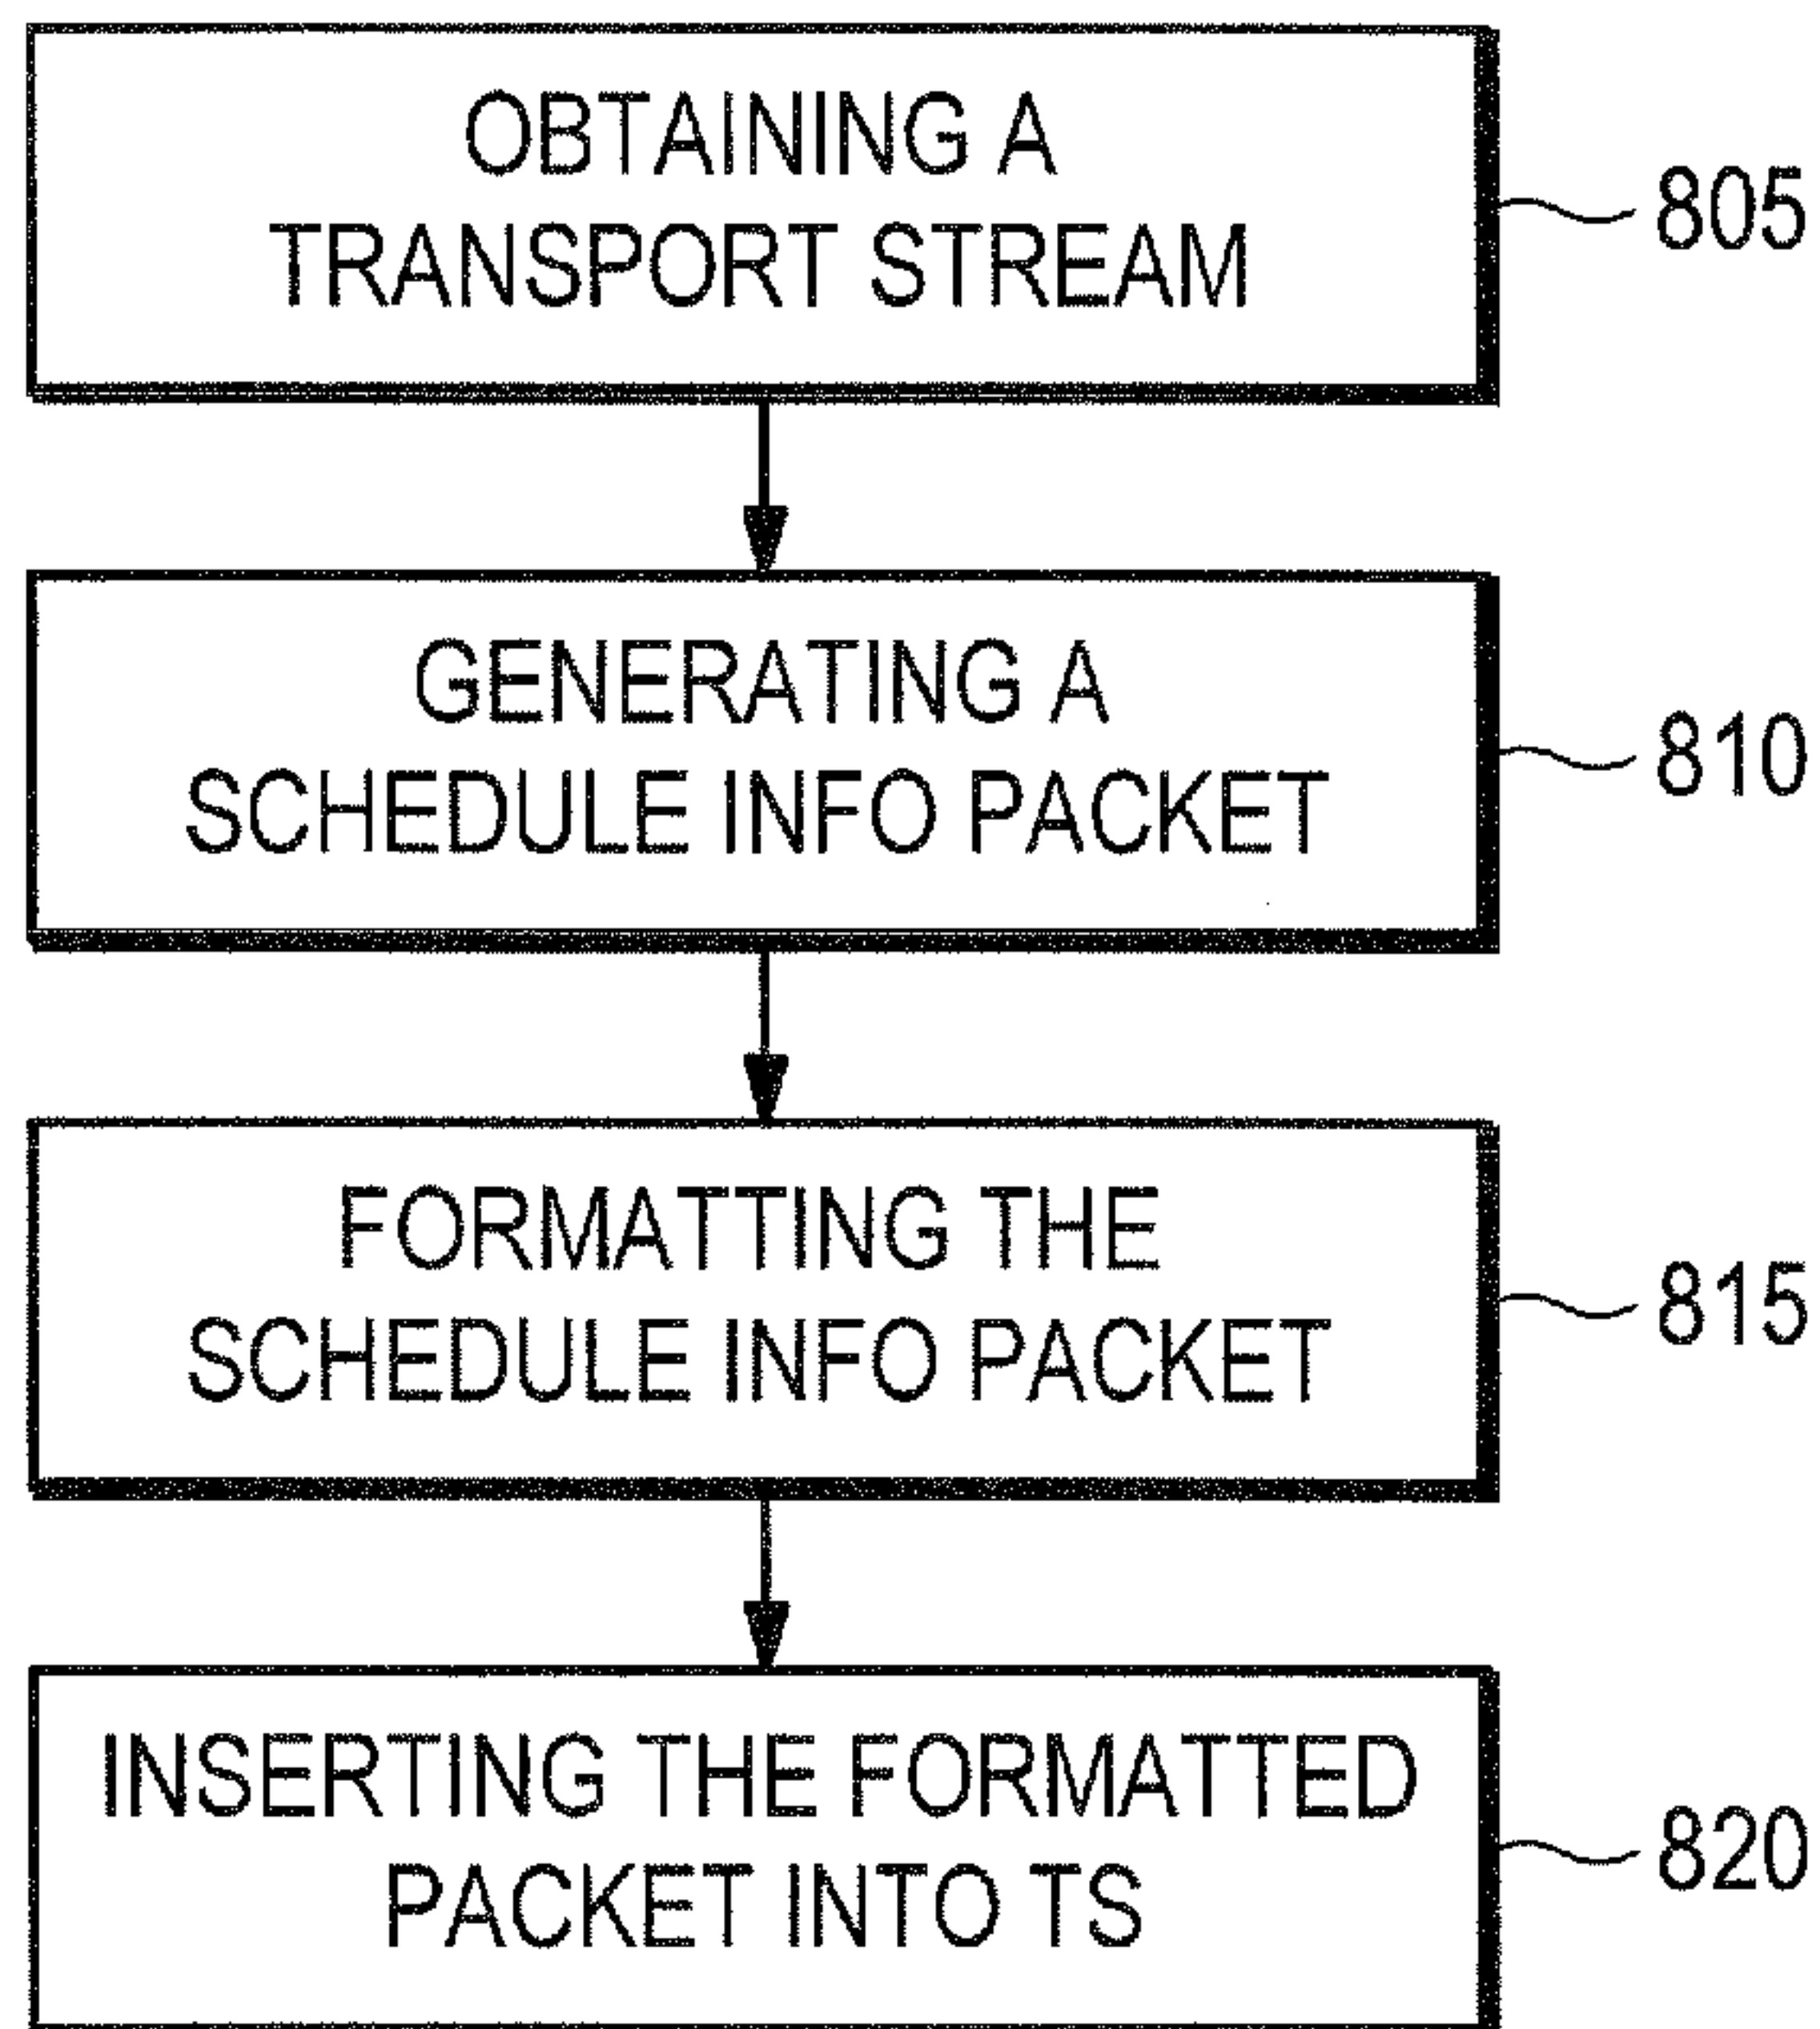 OBTAINING A
TRANSPORT STREAM
805
GENERATING A
SCHEDULE INFO PACKET
810
FORMATTING THE
SCHEDULE INFO PACKET
815
INSERTING THE FORMATTED
PACKET INTO TS
820